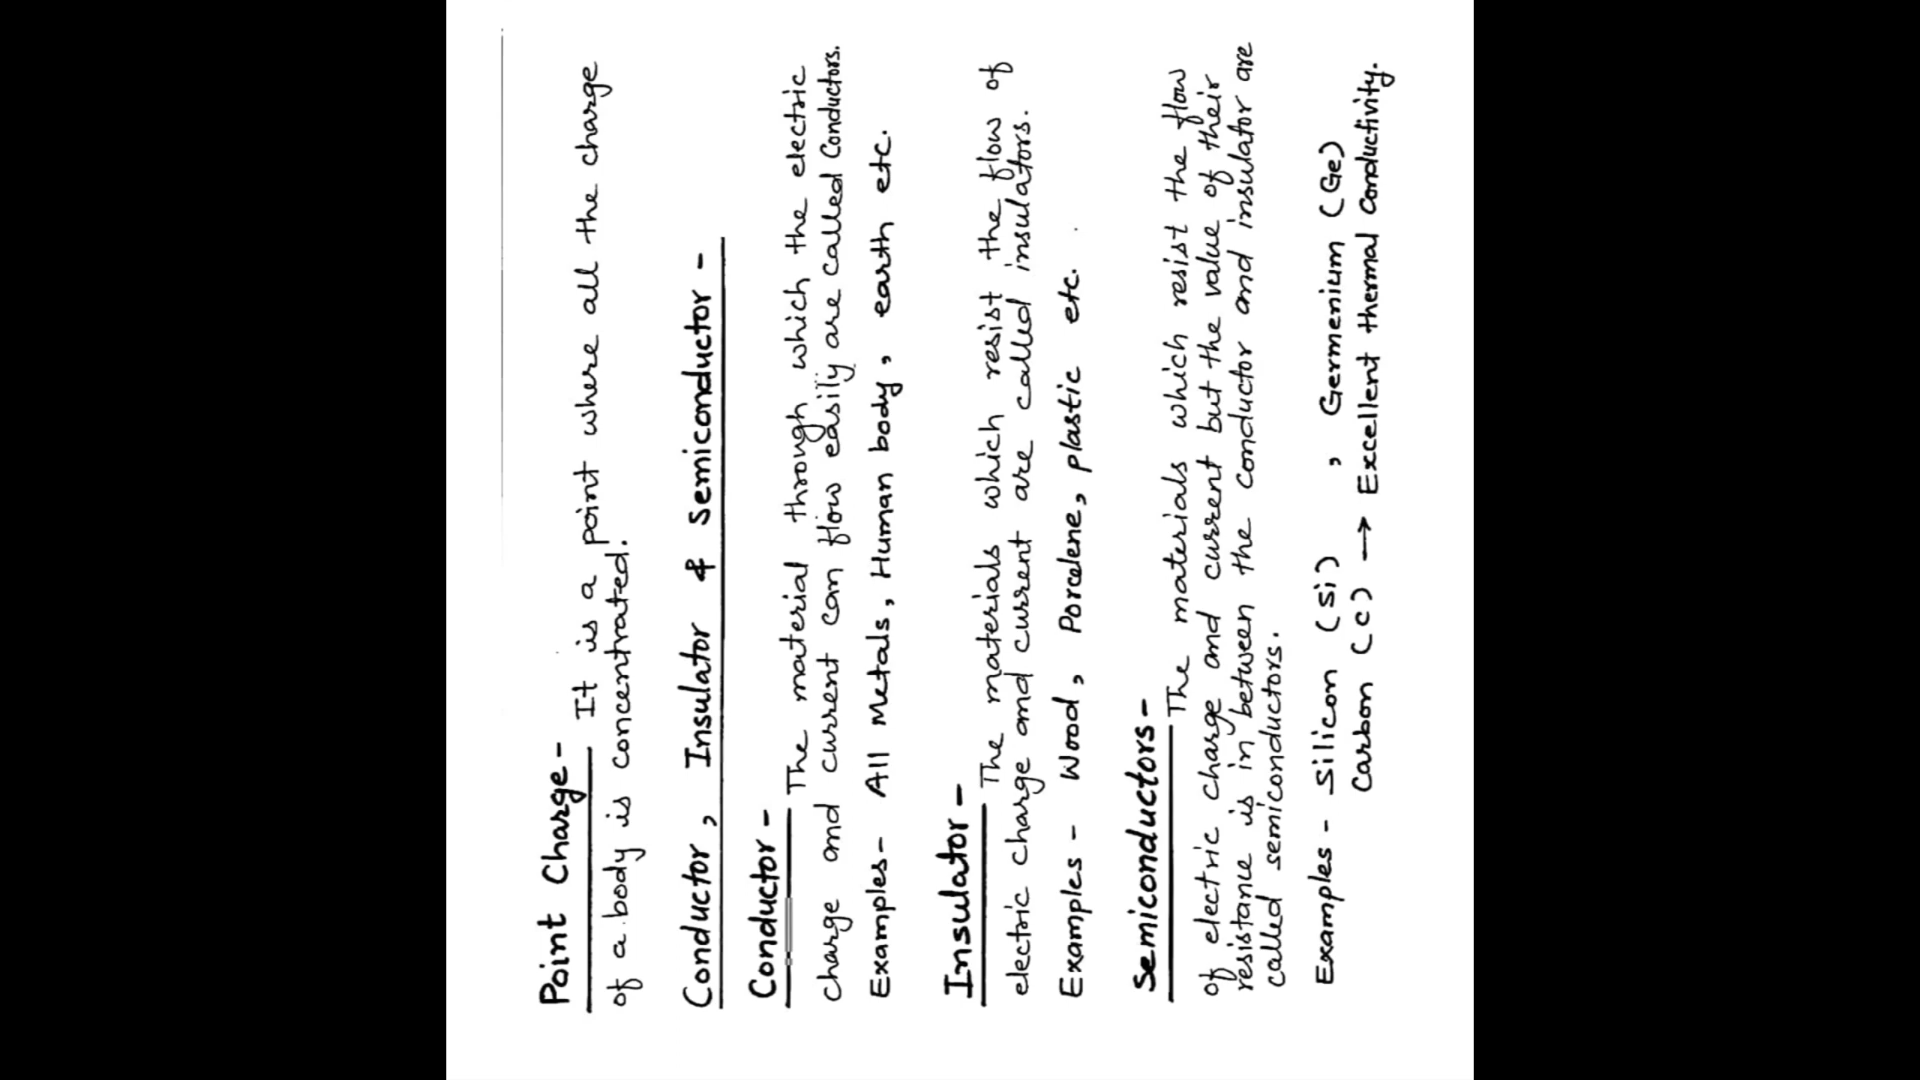 Point Charge - It is a point where all the charge
of a body is concentrated.
Conductor, Insulator & Semiconductor -
Conductor - The material through which the electric
charge and current can flow easily are called Conductors.
Examples - All Metals, Human body, earth etc.
Insulator - The materials which resist the flow of
electric charge and current are called insulators.
Examples - Wood, Porcelene, plastic etc.
Semiconductors - The materials which resist the flow
of electric charge and current but the value of their
resistance is in between the conductor and insulator are
called semiconductors.
Examples - Silicon (Si) , Germenium (Ge)
Carbon (C) → Excellent thermal conductivity.